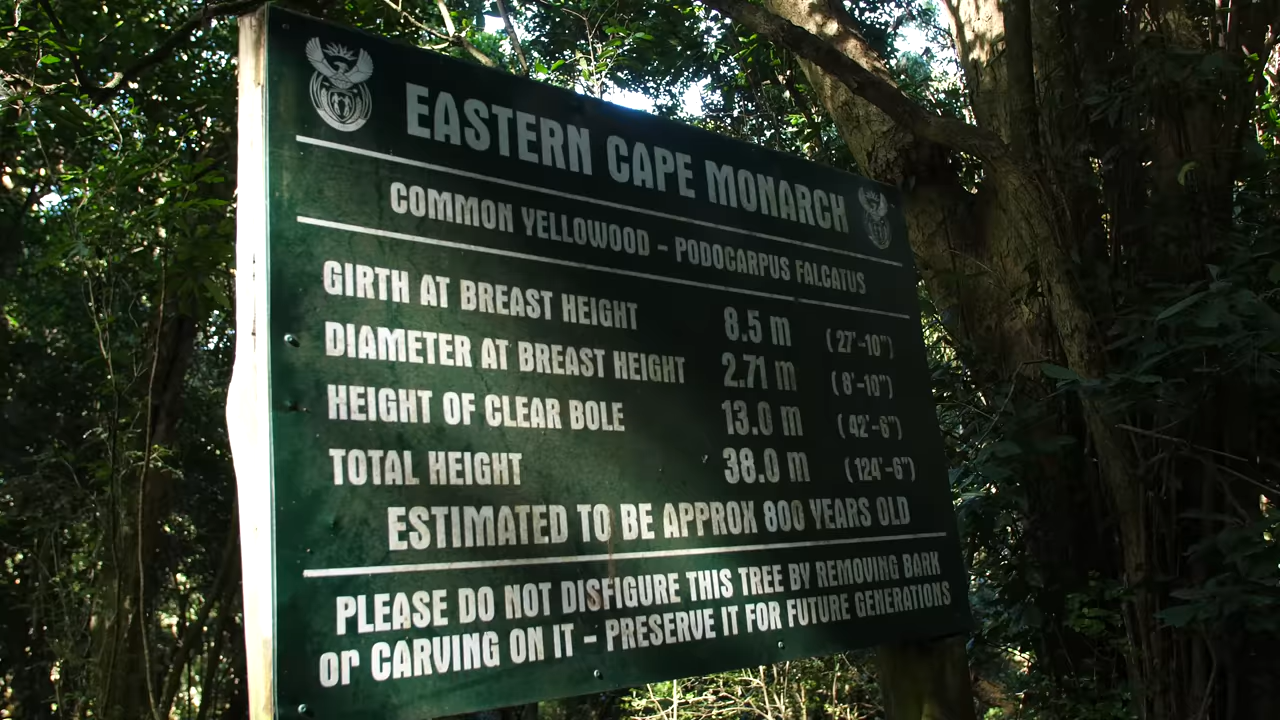 EASTERN CAPE MONARCH
COMMON YELLOWOOD - PODOCARPUS FALCATUS
GIRTH AT BREAST HEIGHT 8.5 m (27'-10")
DIAMETER AT BREAST HEIGHT 2.71 m (8'-10")
HEIGHT OF CLEAR BOLE 13.0 m (42'-6")
TOTAL HEIGHT 38.0 m (124'-6")
ESTIMATED TO BE APPROX 800 YEARS OLD
PLEASE DO NOT DISFIGURE THIS TREE BY REMOVING BARK
Or CARVING ON IT - PRESERVE IT FOR FUTURE GENERATIONS